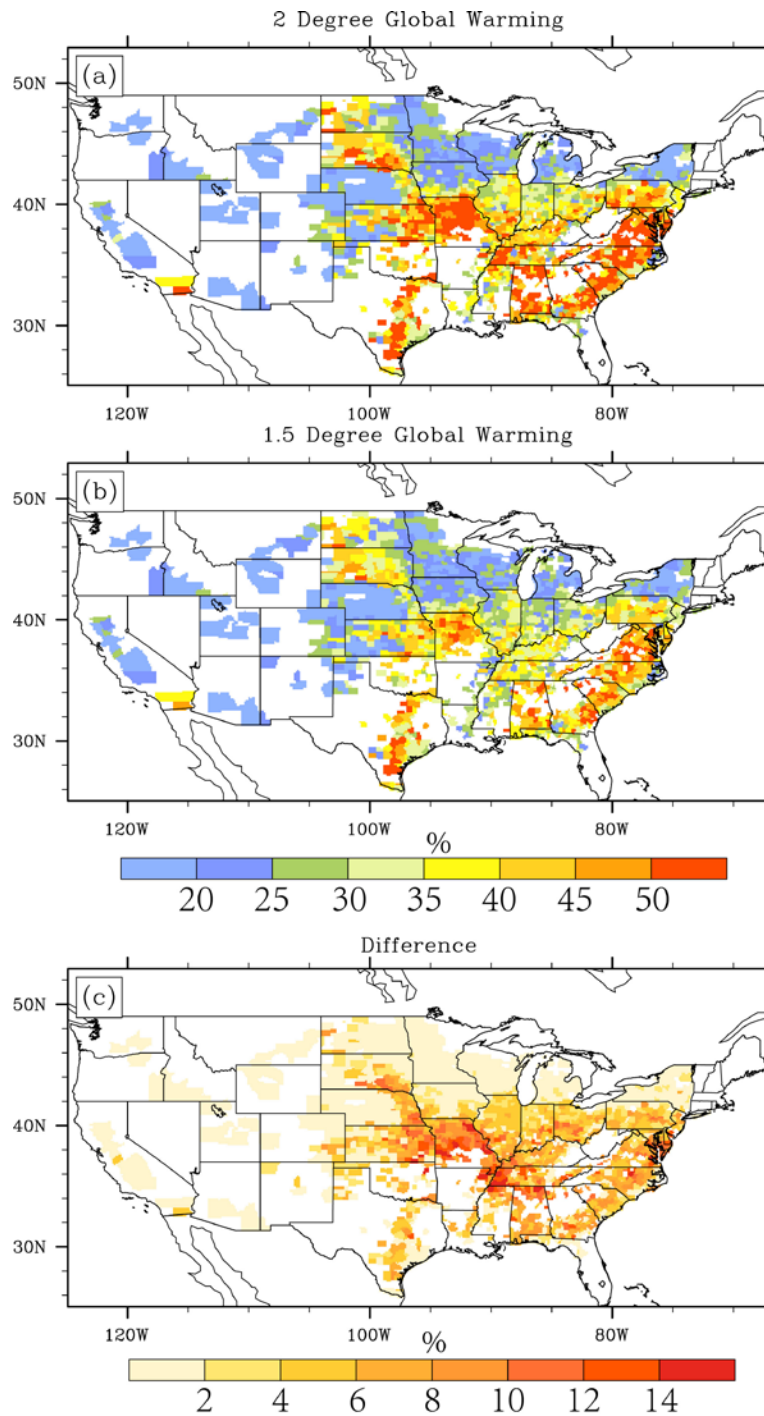 2 Degree Global Warming
(a)
50N
40N
30N
120W 100W 80W
1.5 Degree Global Warming
(b)
50N
40N
30N
120W 100W 80W
%
20 25 30 35 40 45 50
Difference
(c)
50N
40N
30N
120W 100W 80W
%
2 4 6 8 10 12 14